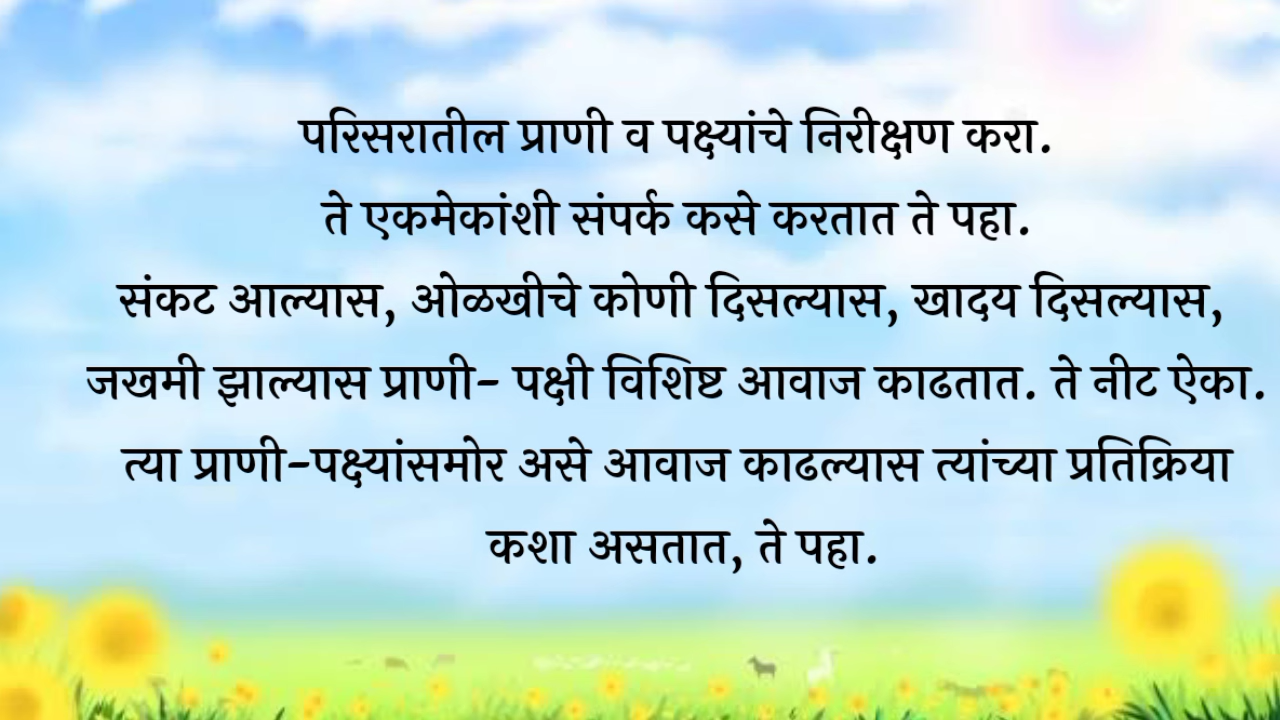 परिसरातील प्राणी व पक्ष्यांचे निरीक्षण करा.
ते एकमेकांशी संपर्क कसे करतात ते पहा.
संकट आल्यास, ओळखीचे कोणी दिसल्यास, खादय दिसल्यास,
जखमी झाल्यास प्राणी- पक्षी विशिष्ट आवाज काढतात. ते नीट ऐका.
त्या प्राणी-पक्ष्यांसमोर असे आवाज काढल्यास त्यांच्या प्रतिक्रिया
कशा असतात, ते पहा.